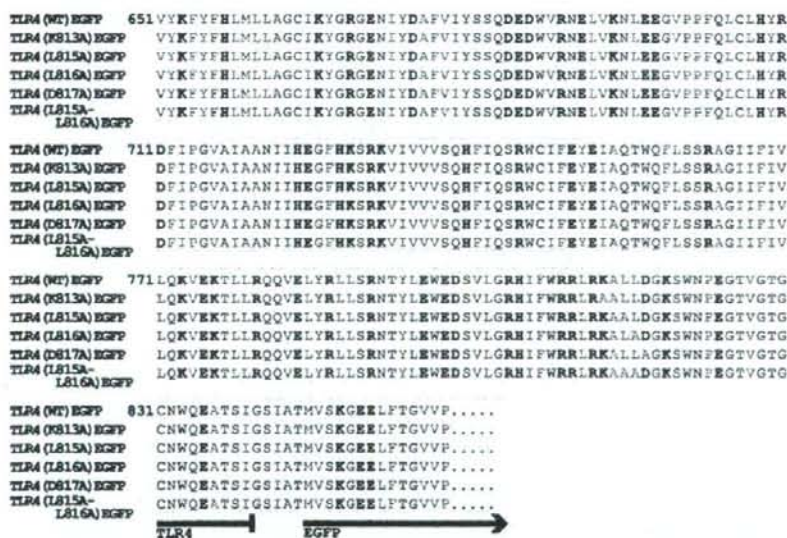 TLR4(WT)EGFP 651 VYKFYFHLMLLAGCIKYGRGENIYDAFVIYSSQDEDWVRNELVKNLEEGVPPFQLCLHYR
TLR4(K813A)EGFP VYKFYFHLMLLAGCIKYGRGENIYDAFVIYSSQDEDWVRNELVKNLEEGVPPFQLCLHYR
TLR4(L815A)EGFP VYKFYFHLMLLAGCIKYGRGENIYDAFVIYSSQDEDWVRNELVKNLEEGVPPFQLCLHYR
TLR4(L816A)EGFP VYKFYFHLMLLAGCIKYGRGENIYDAFVIYSSQDEDWVRNELVKNLEEGVPPFQLCLHYR
TLR4(D817A)EGFP VYKFYFHLMLLAGCIKYGRGENIYDAFVIYSSQDEDWVRNELVKNLEEGVPPFQLCLHYR
TLR4(L815A- VYKFYFHLMLLAGCIKYGRGENIYDAFVIYSSQDEDWVRNELVKNLEEGVPPFQLCLHYR
L816A)EGFP
TLR4(WT)EGFP 711 DFIPGVAIAANIIHEGFHKSRKVIVVVSQHFIQSRWCIFEYEIAQTWQFLSSRAGIIFIV
TLR4(K813A)EGFP DFIPGVAIAANIIHEGFHKSRKVIVVVSQHFIQSRWCIFEYEIAQTWQFLSSRAGIIFIV
TLR4(L815A)EGFP DFIPGVAIAANIIHEGFHKSRKVIVVVSQHFIQSRWCIFEYEIAQTWQFLSSRAGIIFIV
TLR4(L816A)EGFP DFIPGVAIAANIIHEGFHKSRKVIVVVSQHFIQSRWCIFEYEIAQTWQFLSSRAGIIFIV
TLR4(D817A)EGFP DFIPGVAIAANIIHEGFHKSRKVIVVVSQHFIQSRWCIFEYEIAQTWQFLSSRAGIIFIV
TLR4(L815A- DFIPGVAIAANIIHEGFHKSRKVIVVVSQHFIQSRWCIFEYEIAQTWQFLSSRAGIIFIV
L816A)EGFP
TLR4(WT)EGFP 771 LQKVEKTLLRQQVELYRLLSRNTYLEWEDSVLGRHIFWRRLRKALLDGKSWNPEGTVGTG
TLR4(K813A)EGFP LQKVEKTLLRQQVELYRLLSRNTYLEWEDSVLGRHIFWRRLRAALLDGKSWNPEGTVGTG
TLR4(L815A)EGFP LQKVEKTLLRQQVELYRLLSRNTYLEWEDSVLGRHIFWRRLRKAALDGKSWNPEGTVGTG
TLR4(L816A)EGFP LQKVEKTLLRQQVELYRLLSRNTYLEWEDSVLGRHIFWRRLRKALADGKSWNPEGTVGTG
TLR4(D817A)EGFP LQKVEKTLLRQQVELYRLLSRNTYLEWEDSVLGRHIFWRRLRKALLAGKSWNPEGTVGTG
TLR4(L815A- LQKVEKTLLRQQVELYRLLSRNTYLEWEDSVLGRHIFWRRLRKAAADGKSWNPEGTVGTG
L816A)EGFP
TLR4(WT)EGFP 831 CNWQEATSIGSIATMVSKGEELFTGVVP.....
TLR4(K813A)EGFP CNWQEATSIGSIATMVSKGEELFTGVVP.....
TLR4(L815A)EGFP CNWQEATSIGSIATMVSKGEELFTGVVP.....
TLR4(L816A)EGFP CNWQEATSIGSIATMVSKGEELFTGVVP.....
TLR4(D817A)EGFP CNWQEATSIGSIATMVSKGEELFTGVVP.....
TLR4(L815A- CNWQEATSIGSIATMVSKGEELFTGVVP.....
L816A)EGFP
TLR4 EGFP